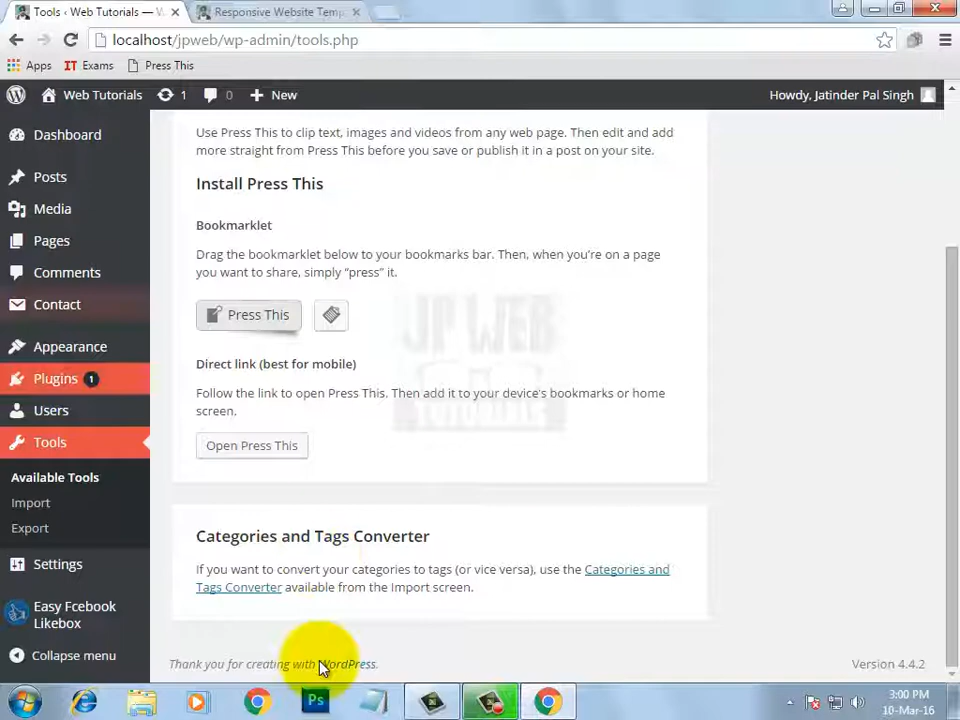 Tools ‹ Web Tutorials — W
Responsive Website Temp
localhost/jpweb/wp-admin/tools.php
Apps
IT Exams
Press This
Web Tutorials
1
0
New
Howdy, Jatinder Pal Singh
Dashboard
Posts
Media
Pages
Comments
Contact
Appearance
Plugins 1
Users
Tools
Available Tools
Import
Export
Settings
Easy Fcebook
Likebox
Collapse menu
Use Press This to clip text, images and videos from any web page. Then edit and add
more straight from Press This before you save or publish it in a post on your site.
Install Press This
Bookmarklet
Drag the bookmarklet below to your bookmarks bar. Then, when you're on a page
you want to share, simply “press” it.
Press This
Direct link (best for mobile)
Follow the link to open Press This. Then add it to your device's bookmarks or home
screen.
Open Press This
JP WEB
TUTORIALS
Categories and Tags Converter
If you want to convert your categories to tags (or vice versa), use the Categories and
Tags Converter available from the Import screen.
Thank you for creating with WordPress.
Version 4.4.2
Ps
3:00 PM
10-Mar-16